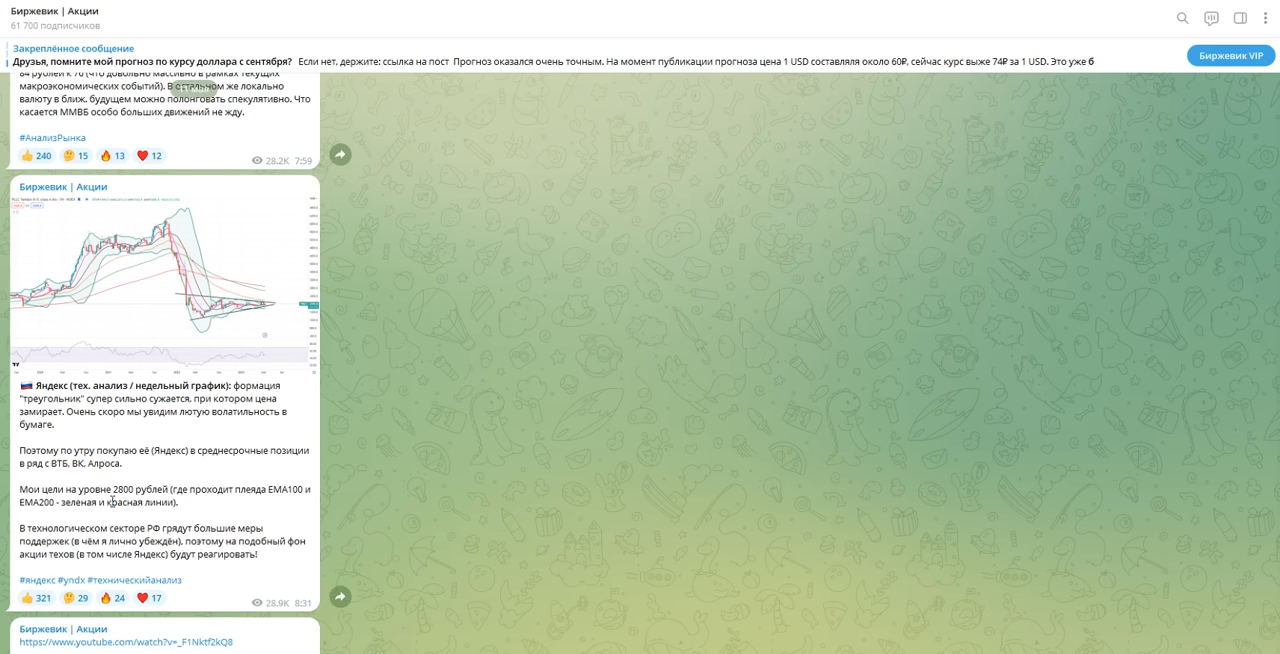 Биржевик | Акции
61 700 подписчиков
Закреплённое сообщение
Друзья, помните мой прогноз по курсу доллара с сентября? Если нет, держите: ссылка на пост Прогноз оказался очень точным. На момент публикации прогноза цена 1 USD составляла около 60₽, сейчас курс выше 74₽ за 1 USD. Это уже б
Биржевик VIP
84 рублей к 76 (что довольно массивно в рамках текущих
макроэкономических событий). В остальном же локально
валюту в ближ. будущем можно полонговать спекулятивно. Что
касается ММВБ особо больших движений не жду.
#АнализРынка
240 15 13 12
28.2K 7:59
Биржевик | Акции
Яндекс (тех. анализ / недельный график): формация
"треугольник" супер сильно сужается, при котором цена
замирает. Очень скоро мы увидим лютую волатильность в
бумаге.
Поэтому по утру покупаю её (Яндекс) в среднесрочные позиции
в ряд с ВТБ, ВК, Алроса.
Мои цели на уровне 2800 рублей (где проходит плеяда EMA100 и
EMA200 - зеленая и красная линии).
В технологическом секторе РФ грядут большие меры
поддержек (в чём я лично убеждён), поэтому на подобный фон
акции техов (в том числе Яндекс) будут реагировать!
#яндекс #yndx #техническийанализ
321 29 24 17
28.9K 8:31
Биржевик | Акции
https://www.youtube.com/watch?v=_F1Nktf2kQ8